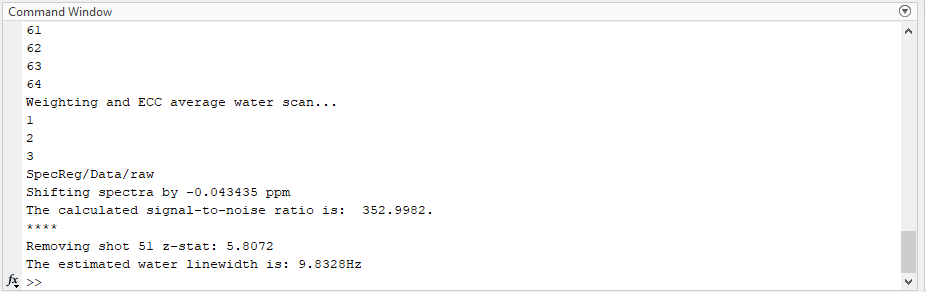 Command Window
61
62
63
64
Weighting and ECC average water scan...
1
2
3
SpecReg/Data/raw
Shifting spectra by -0.043435 ppm
The calculated signal-to-noise ratio is:  352.9982.
****
Removing shot 51 z-stat: 5.8072
The estimated water linewidth is: 9.8328Hz
fx >>